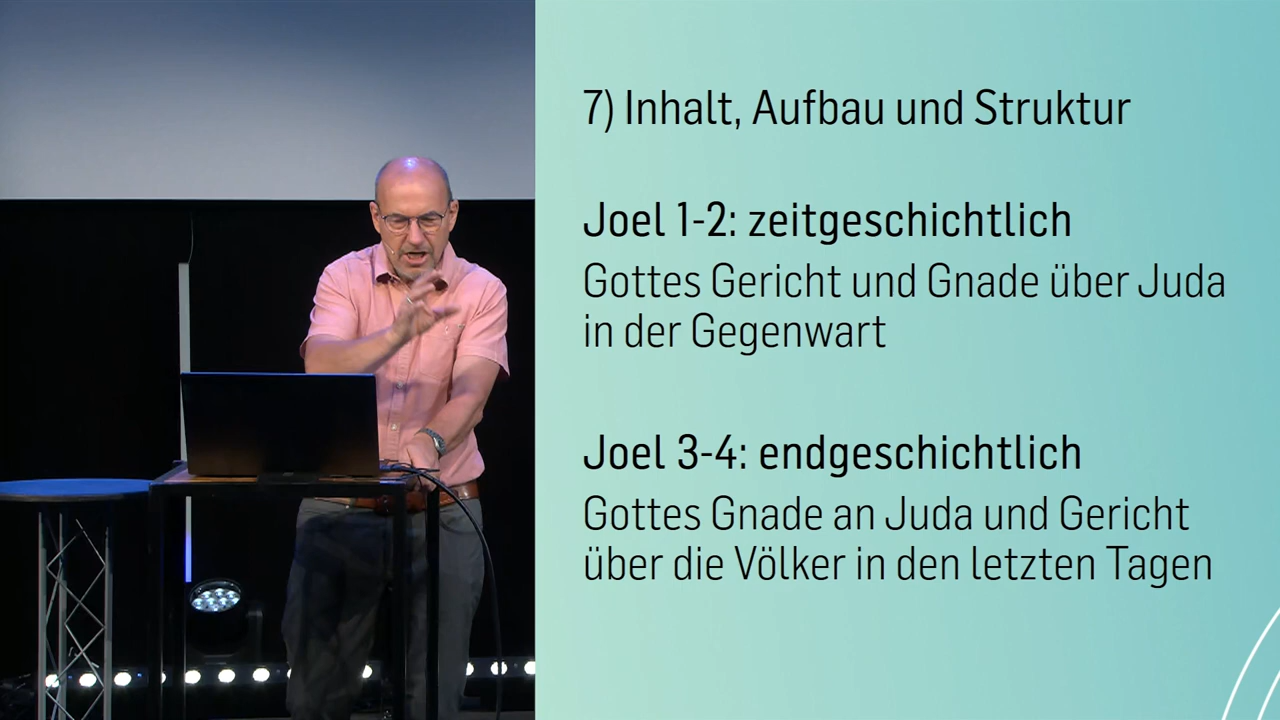 7) Inhalt, Aufbau und Struktur
Joel 1-2: zeitgeschichtlich
Gottes Gericht und Gnade über Juda
in der Gegenwart
Joel 3-4: endgeschichtlich
Gottes Gnade an Juda und Gericht
über die Völker in den letzten Tagen